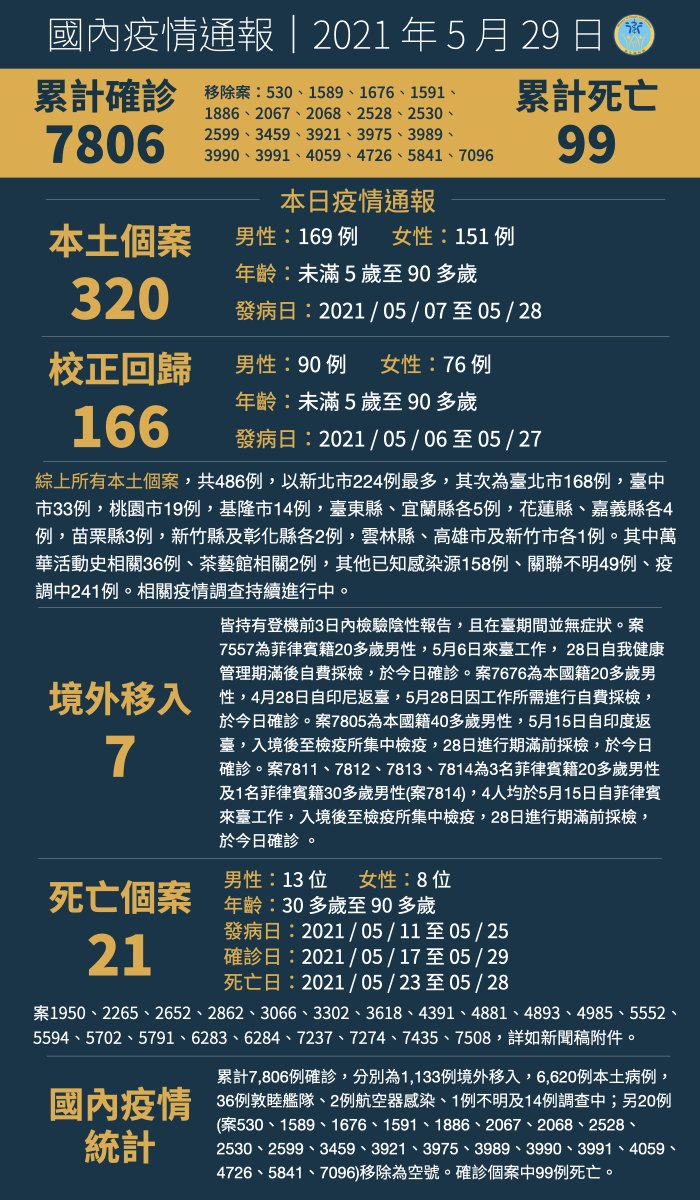 國內疫情通報｜2021 年 5 月 29 日
累計確診
7806
移除案：530、1589、1676、1591、
1886、2067、2068、2528、2530、
2599、3459、3921、3975、3989、
3990、3991、4059、4726、5841、7096
累計死亡
99
本日疫情通報
本土個案
320
男性：169 例 女性：151 例
年齡：未滿 5 歲至 90 多歲
發病日：2021 / 05 / 07 至 05 / 28
校正回歸
166
男性：90 例 女性：76 例
年齡：未滿 5 歲至 90 多歲
發病日：2021 / 05 / 06 至 05 / 27
綜上所有本土個案，共486例，以新北市224例最多，其次為臺北市168例，臺中
市33例，桃園市19例，基隆市14例，臺東縣、宜蘭縣各5例，花蓮縣、嘉義縣各4
例，苗栗縣3例，新竹縣及彰化縣各2例，雲林縣、高雄市及新竹市各1例。其中萬
華活動史相關36例、茶藝館相關2例，其他已知感染源158例、關聯不明49例、疫
調中241例。相關疫情調查持續進行中。
境外移入
7
皆持有登機前3日內檢驗陰性報告，且在臺期間並無症狀。案
7557為菲律賓籍20多歲男性，5月6日來臺工作， 28日自我健康
管理期滿後自費採檢，於今日確診。案7676為本國籍20多歲男
性，4月28日自印尼返臺，5月28日因工作所需進行自費採檢，
於今日確診。案7805為本國籍40多歲男性，5月15日自印度返
臺，入境後至檢疫所集中檢疫，28日進行期滿前採檢，於今日
確診。案7811、7812、7813、7814為3名菲律賓籍20多歲男性
及1名菲律賓籍30多歲男性(案7814)，4人均於5月15日自菲律賓
來臺工作，入境後至檢疫所集中檢疫，28日進行期滿前採檢，
於今日確診 。
死亡個案
21
男性：13 位 女性：8 位
年齡：30 多歲至 90 多歲
發病日：2021 / 05 / 11 至 05 / 25
確診日：2021 / 05 / 17 至 05 / 29
死亡日：2021 / 05 / 23 至 05 / 28
案1950、2265、2652、2862、3066、3302、3618、4391、4881、4893、4985、5552、
5594、5702、5791、6283、6284、7237、7274、7435、7508，詳如新聞稿附件。
國內疫情
統計
累計7,806例確診，分別為1,133例境外移入，6,620例本土病例，
36例敦睦艦隊、2例航空器感染、1例不明及14例調查中；另20例
(案530、1589、1676、1591、1886、2067、2068、2528、
2530、2599、3459、3921、3975、3989、3990、3991、4059、
4726、5841、7096)移除為空號。確診個案中99例死亡。